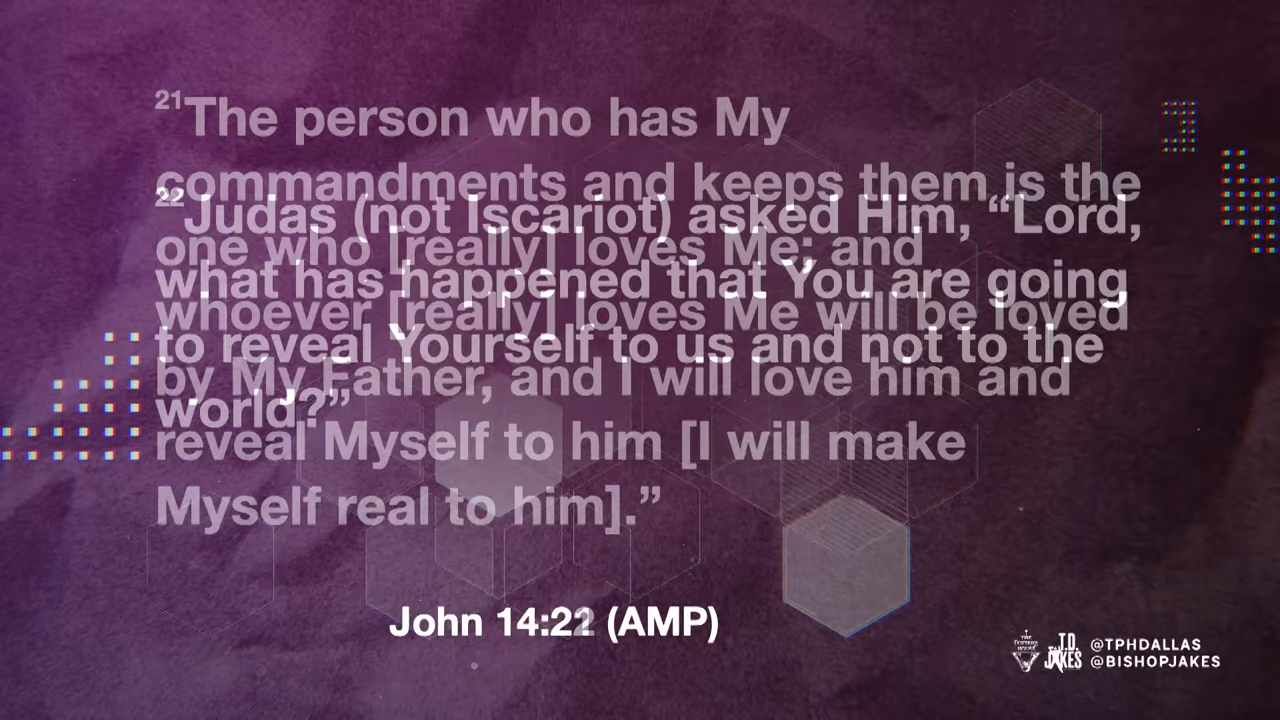 21The person who has My
commandments and keeps them is the
one who [really] loves Me; and
whoever [really] loves Me will be loved
by My Father, and I will love him and
reveal Myself to him [I will make
Myself real to him].”
22Judas (not Iscariot) asked Him, “Lord,
what has happened that You are going
to reveal Yourself to us and not to the
world?”
John 14:22 (AMP)
T.D.
JAKES
@TPHDALLAS
@BISHOPJAKES